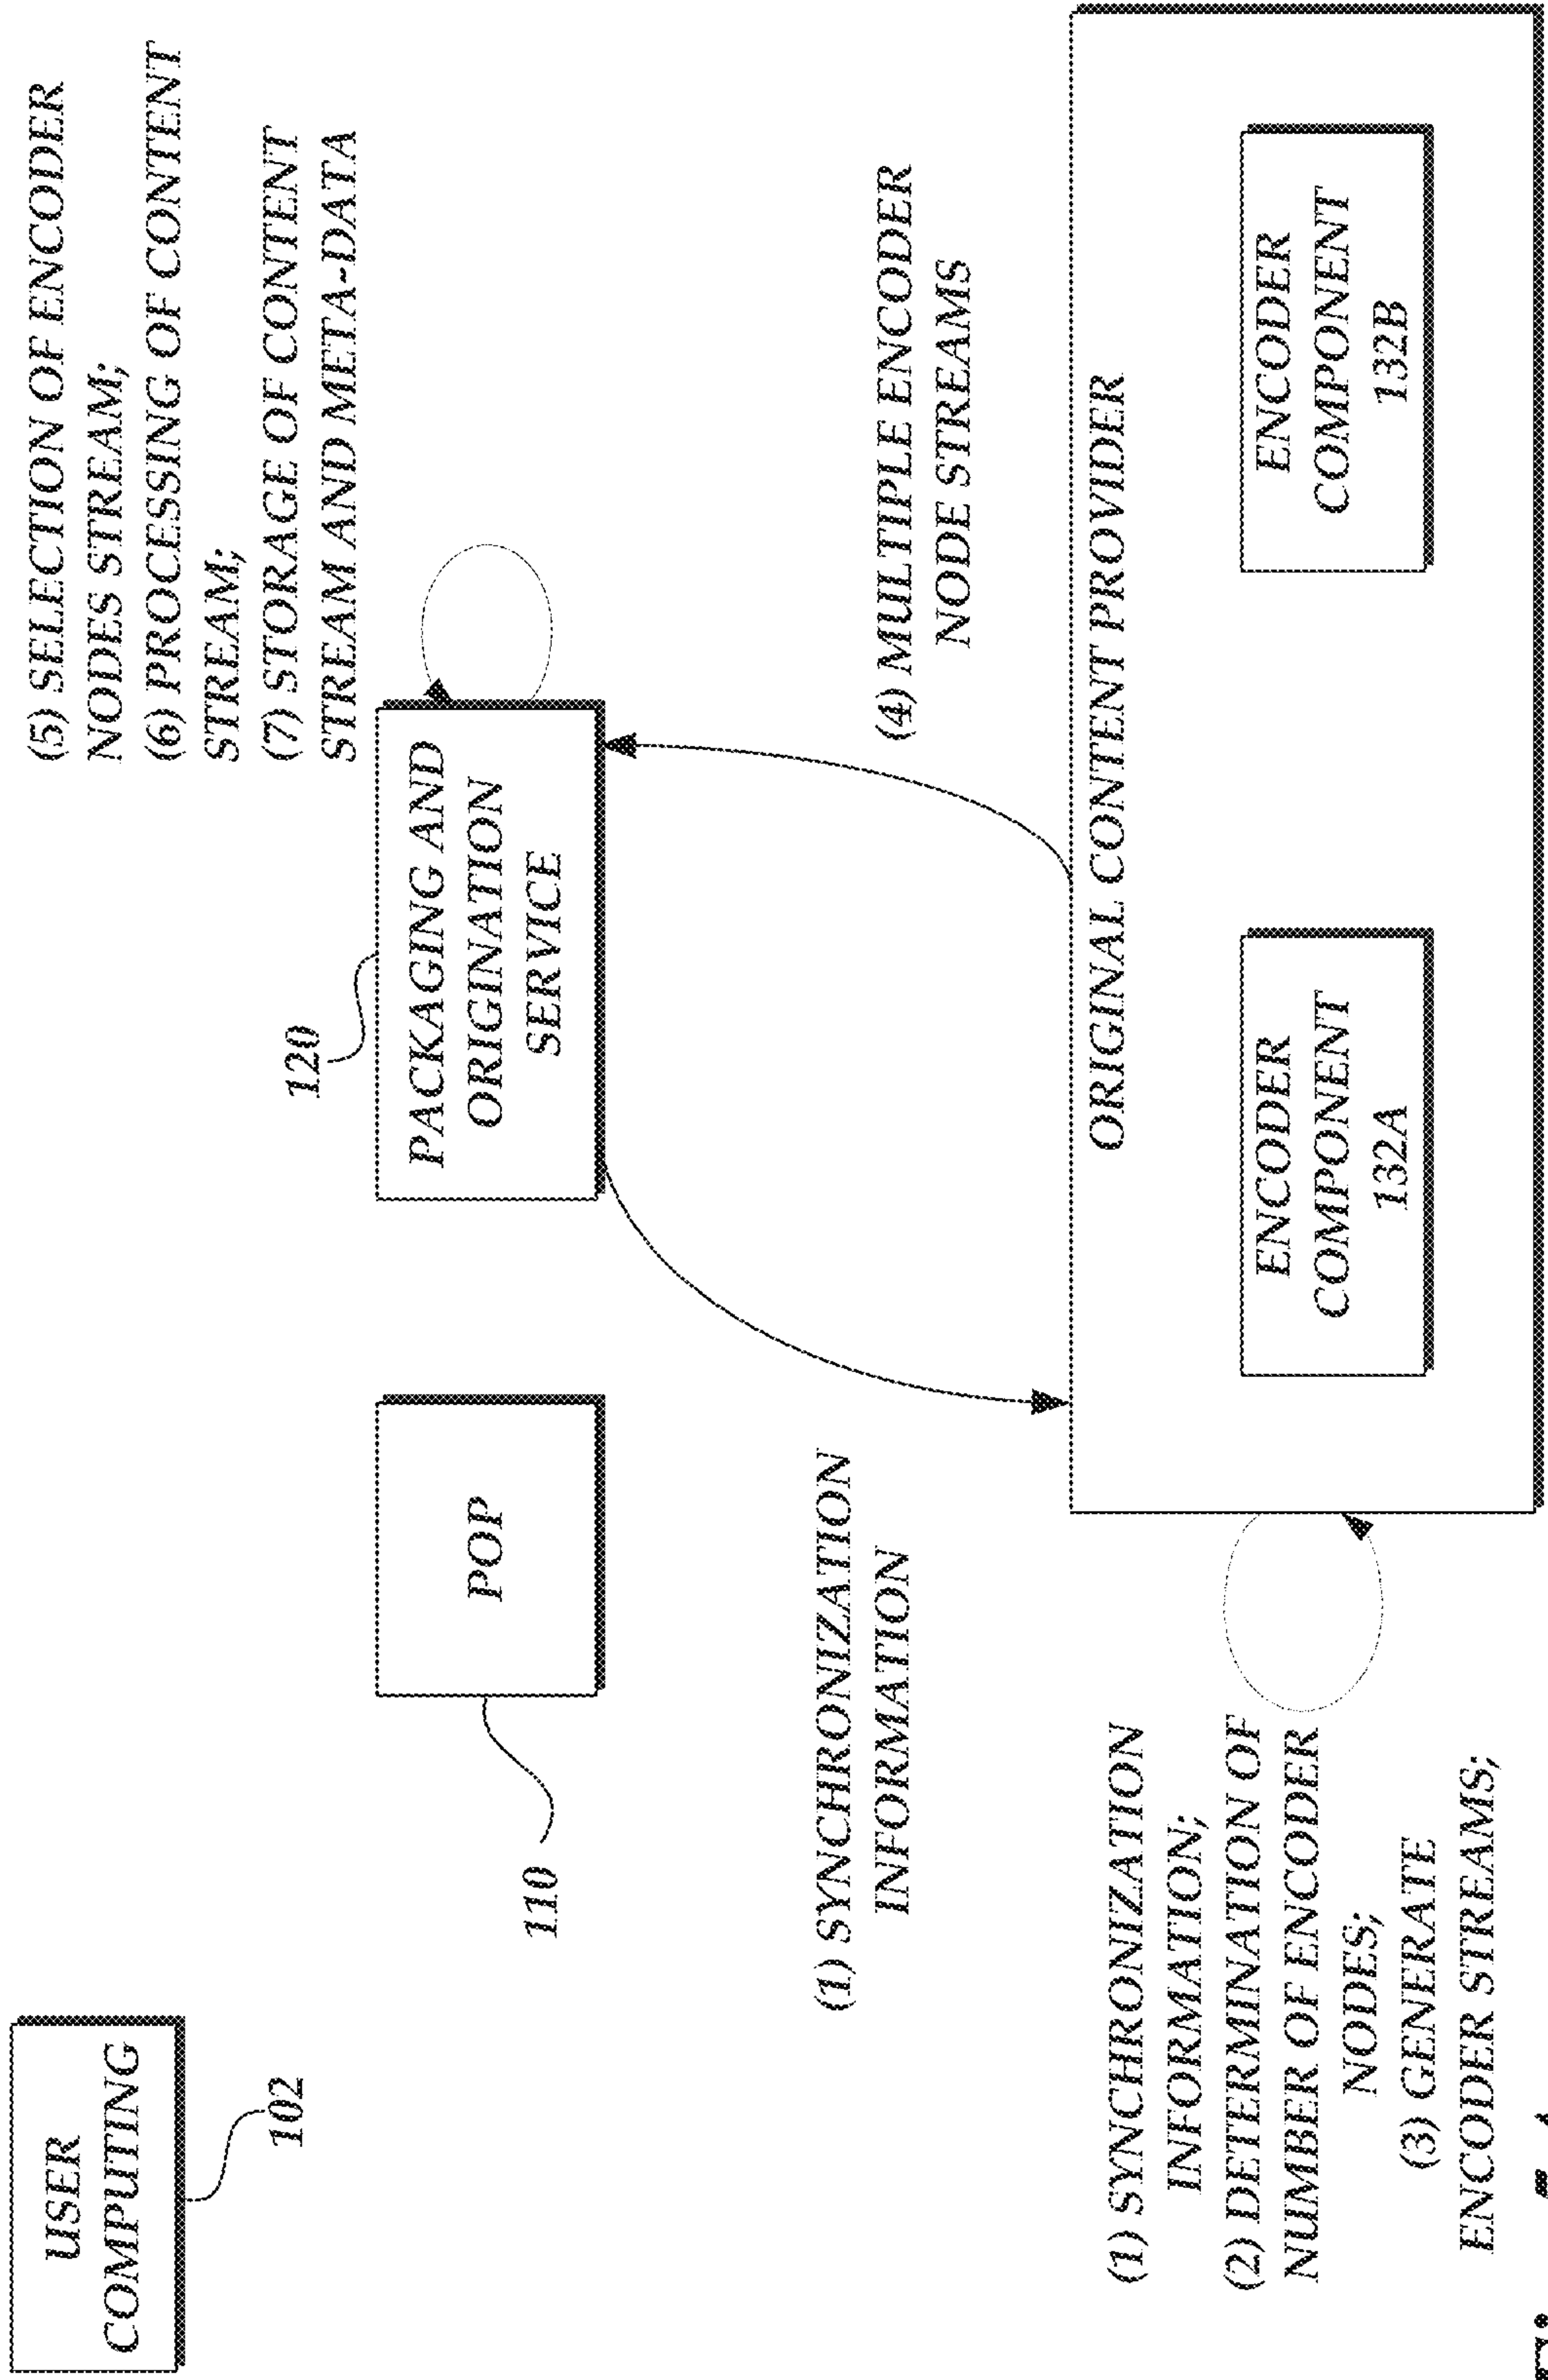 USER
COMPUTING
102
POP
110
120
PACKAGING AND
ORIGINATION
SERVICE
(5) SELECTION OF ENCODER
NODES STREAM;
(6) PROCESSING OF CONTENT
STREAM;
(7) STORAGE OF CONTENT
STREAM AND META-DATA
(1) SYNCHRONIZATION
INFORMATION
(4) MULTIPLE ENCODER
NODE STREAMS
(1) SYNCHRONIZATION
INFORMATION;
(2) DETERMINATION OF
NUMBER OF ENCODER
NODES;
(3) GENERATE
ENCODER STREAMS;
ORIGINAL CONTENT PROVIDER
ENCODER
COMPONENT
132A
ENCODER
COMPONENT
132B